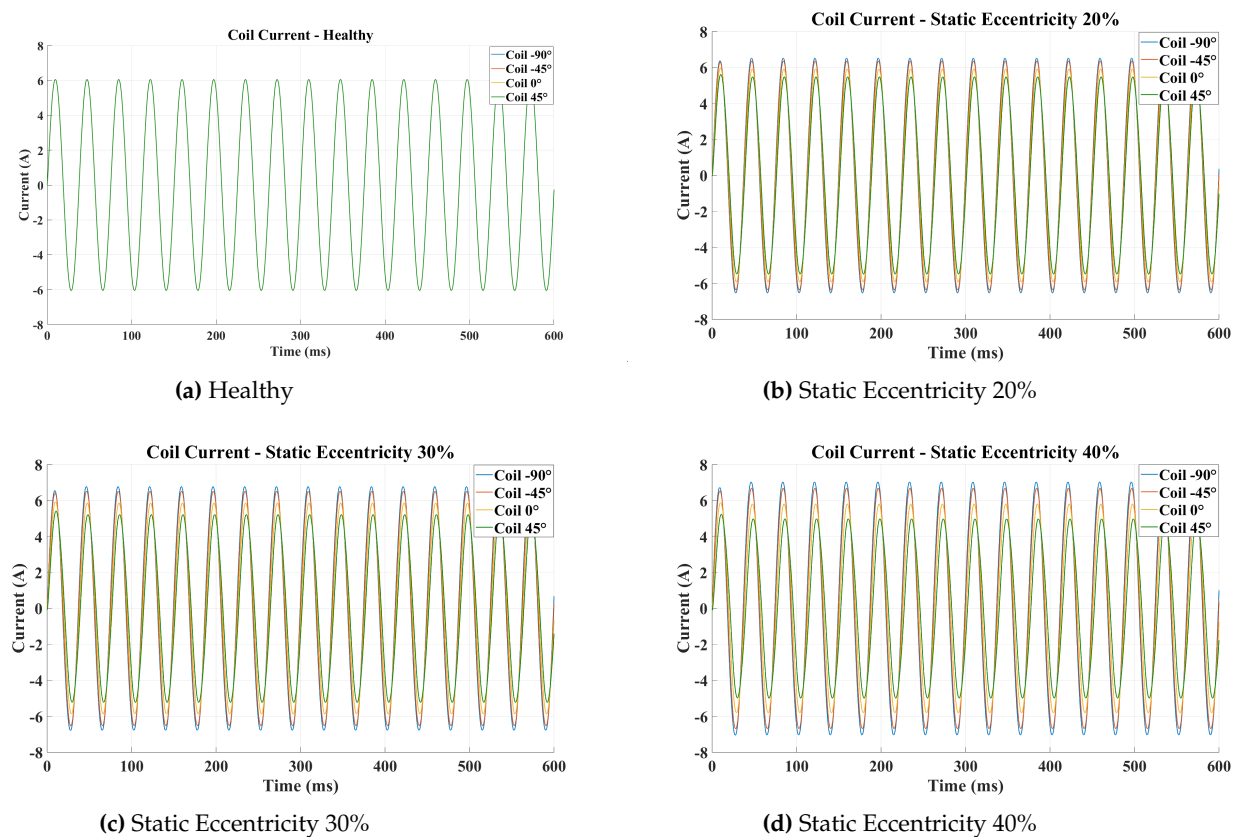 Coil Current - Healthy
8
6
4
2
0
-2
-4
-6
-8
Current (A)
0 100 200 300 400 500 600
Time (ms)
Coil -90°
Coil -45°
Coil 0°
Coil 45°
(a) Healthy
Coil Current - Static Eccentricity 20%
8
6
4
2
0
-2
-4
-6
-8
Current (A)
0 100 200 300 400 500 600
Time (ms)
Coil -90°
Coil -45°
Coil 0°
Coil 45°
(b) Static Eccentricity 20%
Coil Current - Static Eccentricity 30%
8
6
4
2
0
-2
-4
-6
-8
Current (A)
0 100 200 300 400 500 600
Time (ms)
Coil -90°
Coil -45°
Coil 0°
Coil 45°
(c) Static Eccentricity 30%
Coil Current - Static Eccentricity 40%
8
6
4
2
0
-2
-4
-6
-8
Current (A)
0 100 200 300 400 500 600
Time (ms)
Coil -90°
Coil -45°
Coil 0°
Coil 45°
(d) Static Eccentricity 40%